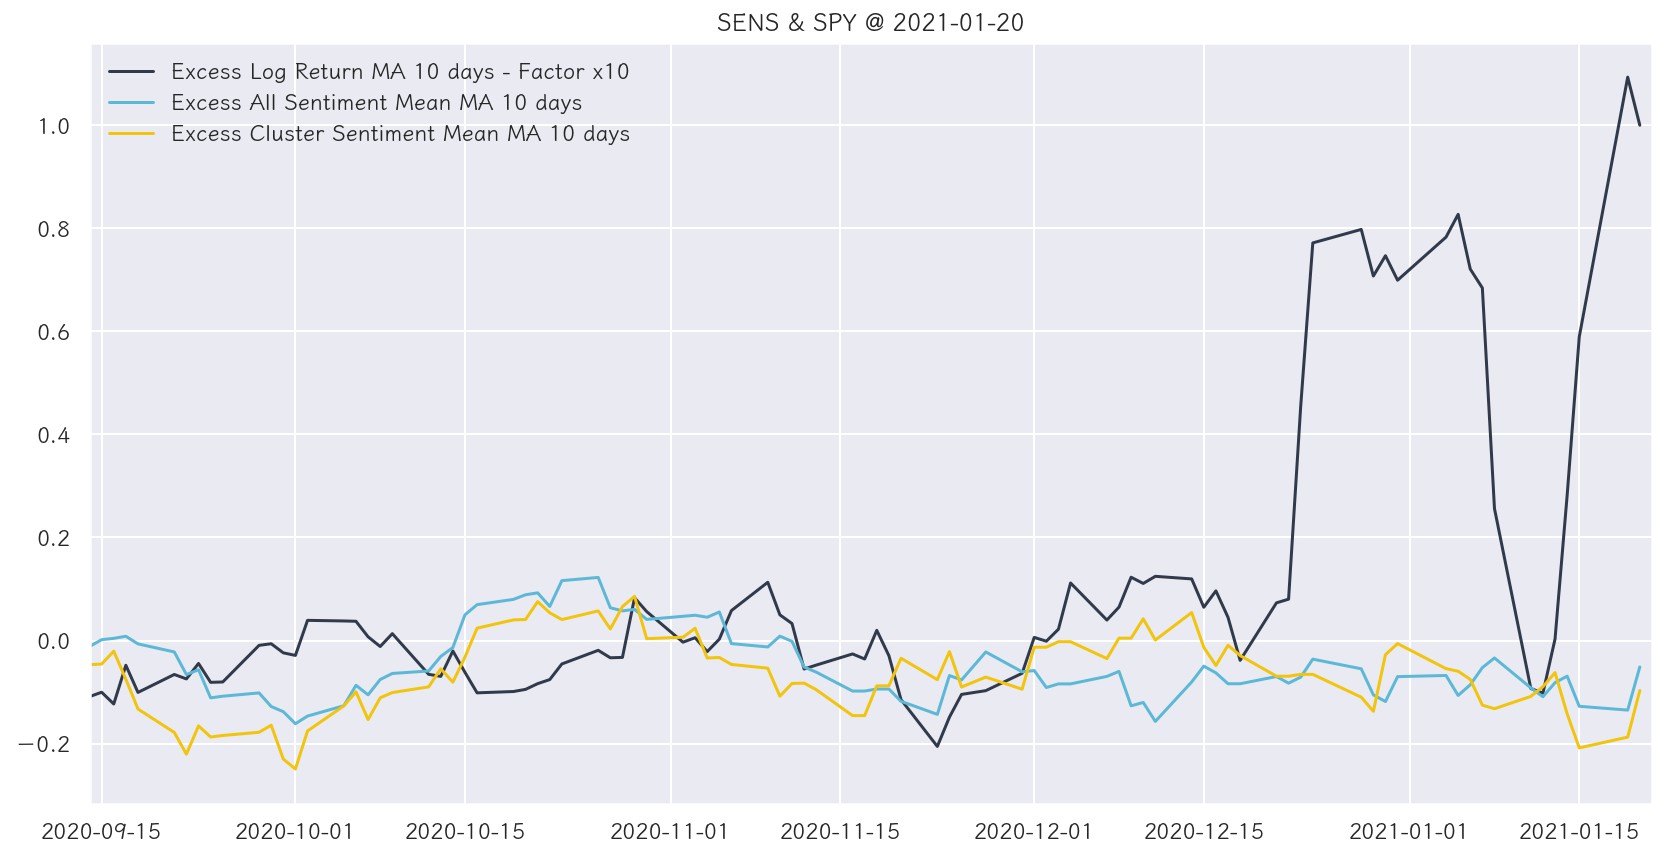 SENS & SPY @ 2021-01-20
Excess Log Return MA 10 days - Factor x10
Excess All Sentiment Mean MA 10 days
Excess Cluster Sentiment Mean MA 10 days
1.0
0.8
0.6
0.4
0.2
0.0
−0.2
2020-09-15 2020-10-01 2020-10-15 2020-11-01 2020-11-15 2020-12-01 2020-12-15 2021-01-01 2021-01-15